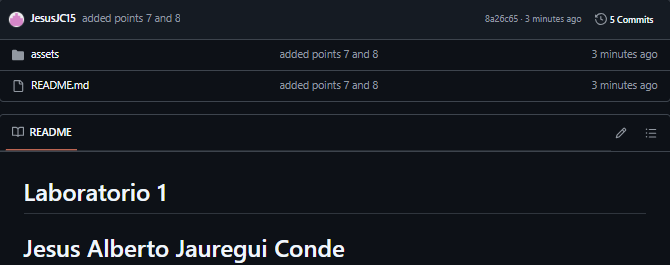 JesusJC15 added points 7 and 8 8a26c65 · 3 minutes ago 5 Commits
assets added points 7 and 8 3 minutes ago
README.md added points 7 and 8 3 minutes ago
README
Laboratorio 1
Jesus Alberto Jauregui Conde